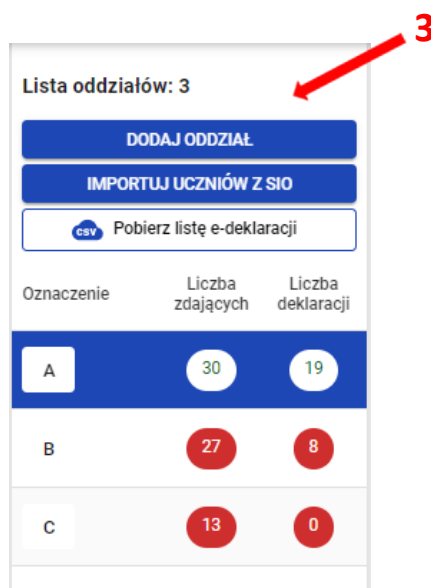 3
Lista oddziałów: 3
DODAJ ODDZIAŁ
IMPORTUJ UCZNIÓW Z SIO
csv Pobierz listę e-deklaracji
Oznaczenie Liczba zdających Liczba deklaracji
A 30 19
B 27 8
C 13 0